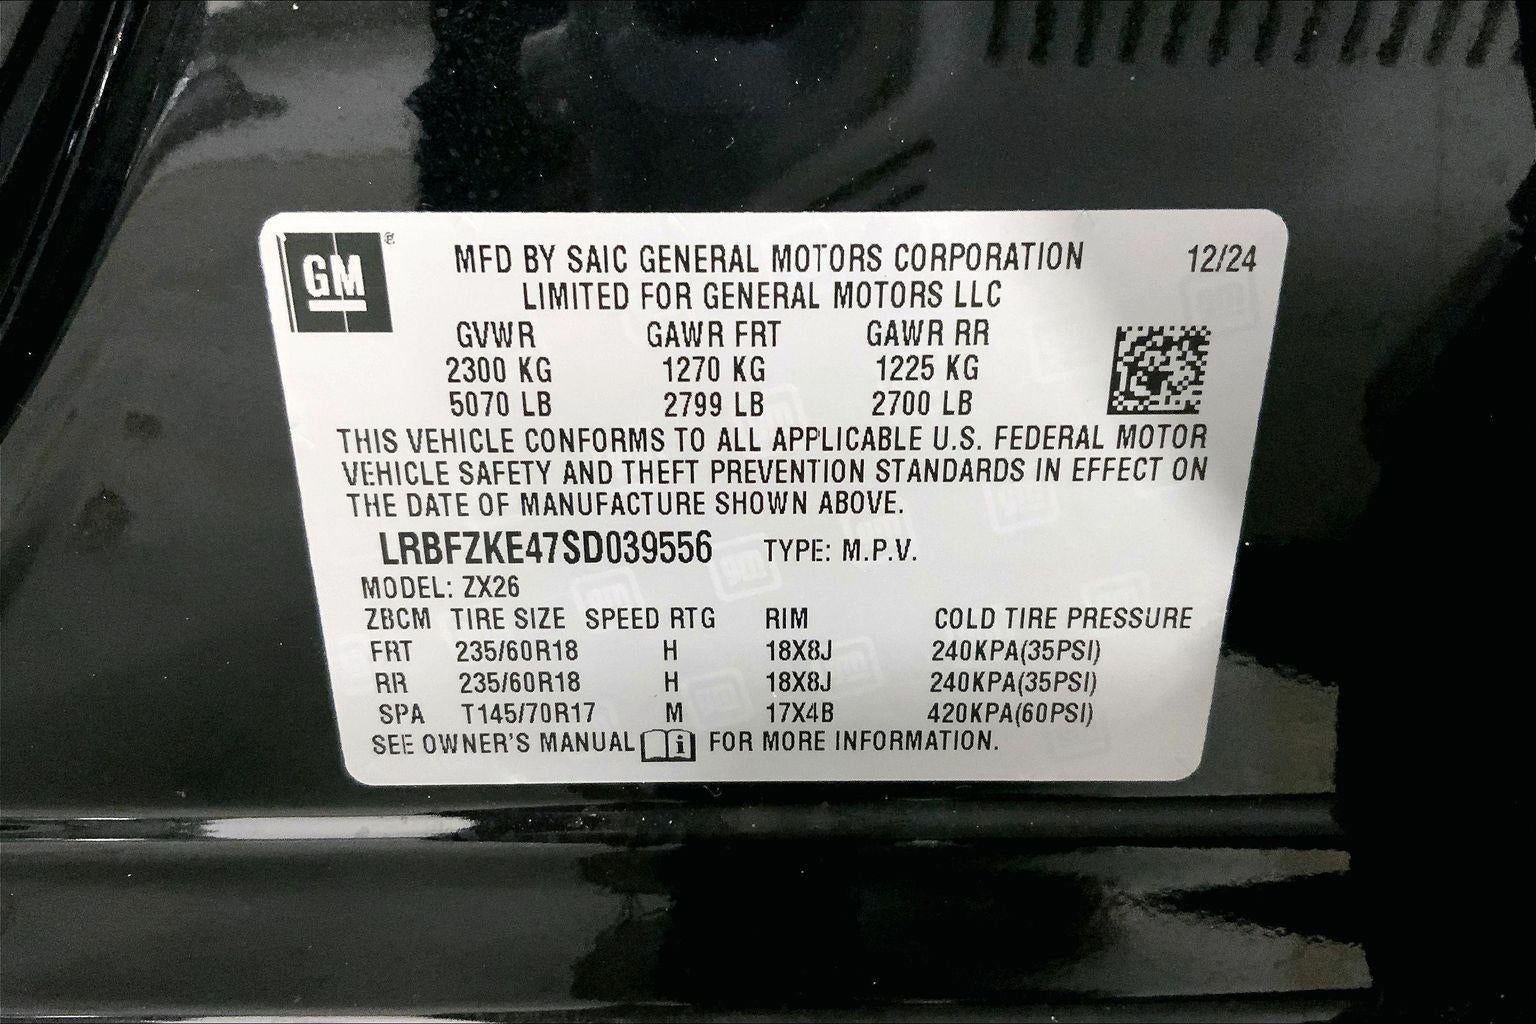 GM ®
MFD BY SAIC GENERAL MOTORS CORPORATION 12/24
LIMITED FOR GENERAL MOTORS LLC
GVWR GAWR FRT GAWR RR
2300 KG 1270 KG 1225 KG
5070 LB 2799 LB 2700 LB
THIS VEHICLE CONFORMS TO ALL APPLICABLE U.S. FEDERAL MOTOR
VEHICLE SAFETY AND THEFT PREVENTION STANDARDS IN EFFECT ON
THE DATE OF MANUFACTURE SHOWN ABOVE.
LRBFZKE47SD039556 TYPE: M.P.V.
MODEL: ZX26
ZBCM TIRE SIZE SPEED RTG RIM COLD TIRE PRESSURE
FRT 235/60R18 H 18X8J 240KPA(35PSI)
RR 235/60R18 H 18X8J 240KPA(35PSI)
SPA T145/70R17 M 17X4B 420KPA(60PSI)
SEE OWNER'S MANUAL i FOR MORE INFORMATION.